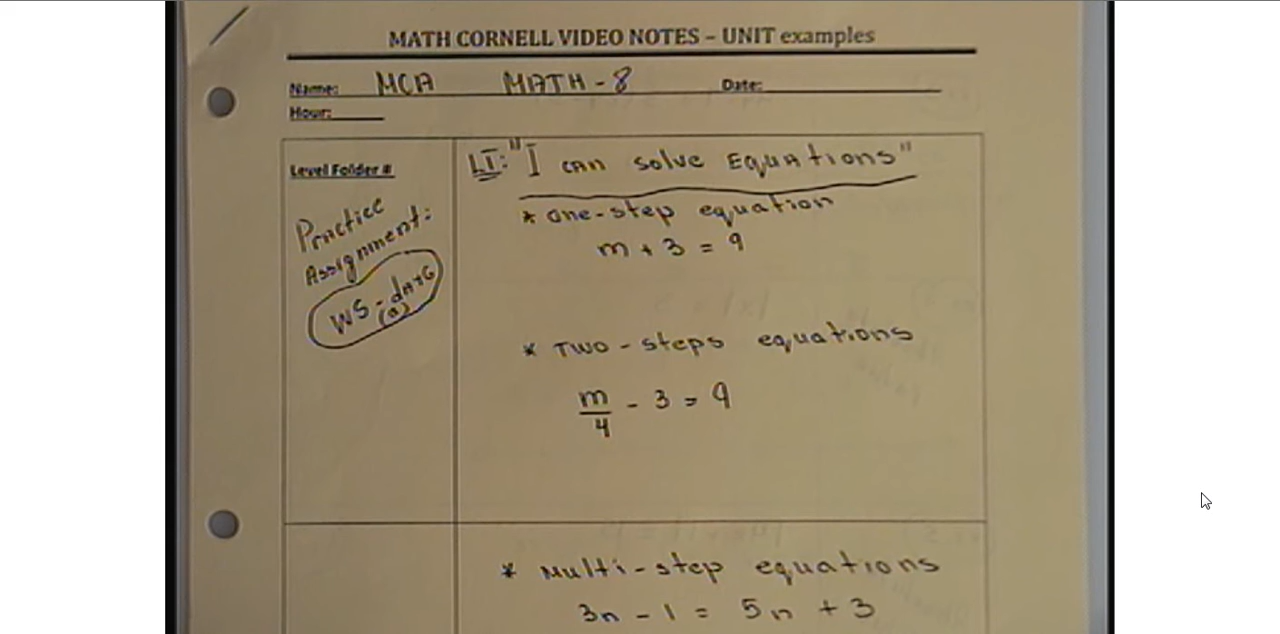 MATH CORNELL VIDEO NOTES – UNIT examples
Name: MCA MATH - 8 Date:
Hour:
Level Folder #
Practice
Assignment:
WS - dATG
(a)
LI: "I CAN Solve EquAtions"
* one-step equation
m + 3 = 9
* Two - steps equations
m/4 - 3 = 9
* Multi-step equations
3n - 1 = 5n + 3